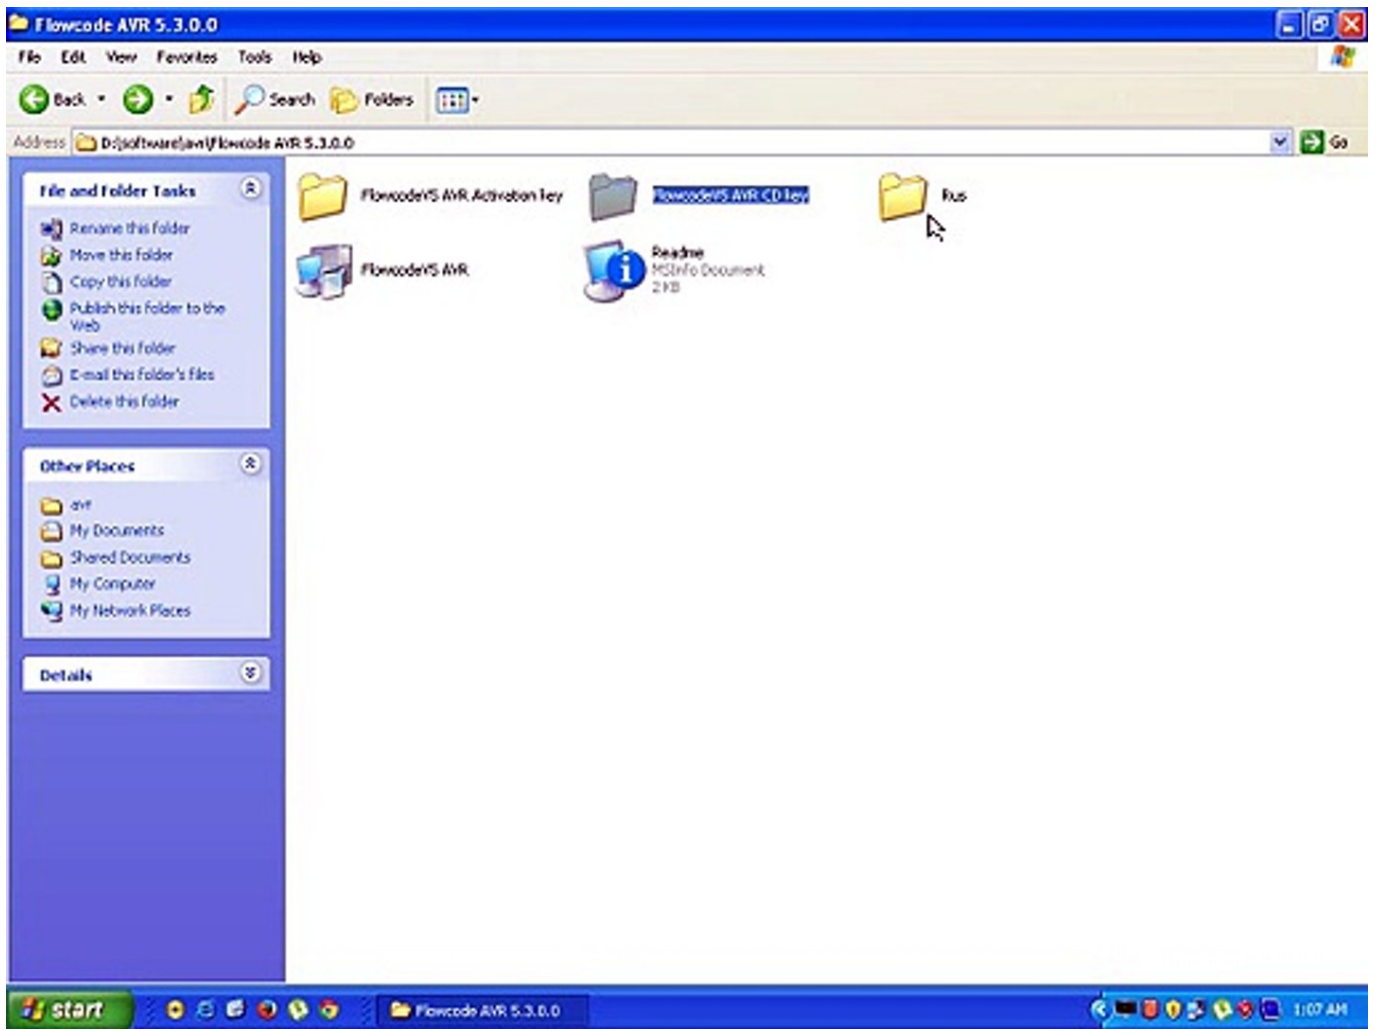 Flowcode AVR 5.3.0.0
File Edit View Favorites Tools Help
Back Search Folders
Address D:\software\avr\Flowcode AVR 5.3.0.0 Go
File and Folder Tasks
Rename this folder
Move this folder
Copy this folder
Publish this folder to the
Web
Share this folder
E-mail this folder's files
Delete this folder
Other Places
avr
My Documents
Shared Documents
My Computer
My Network Places
Details
FlowcodeV5 AVR Activation key
FlowcodeV5 AVR CD key
Rus
FlowcodeV5 AVR
Readme
MSInfo Document
2 KB
start Flowcode AVR 5.3.0.0 1:07 AM